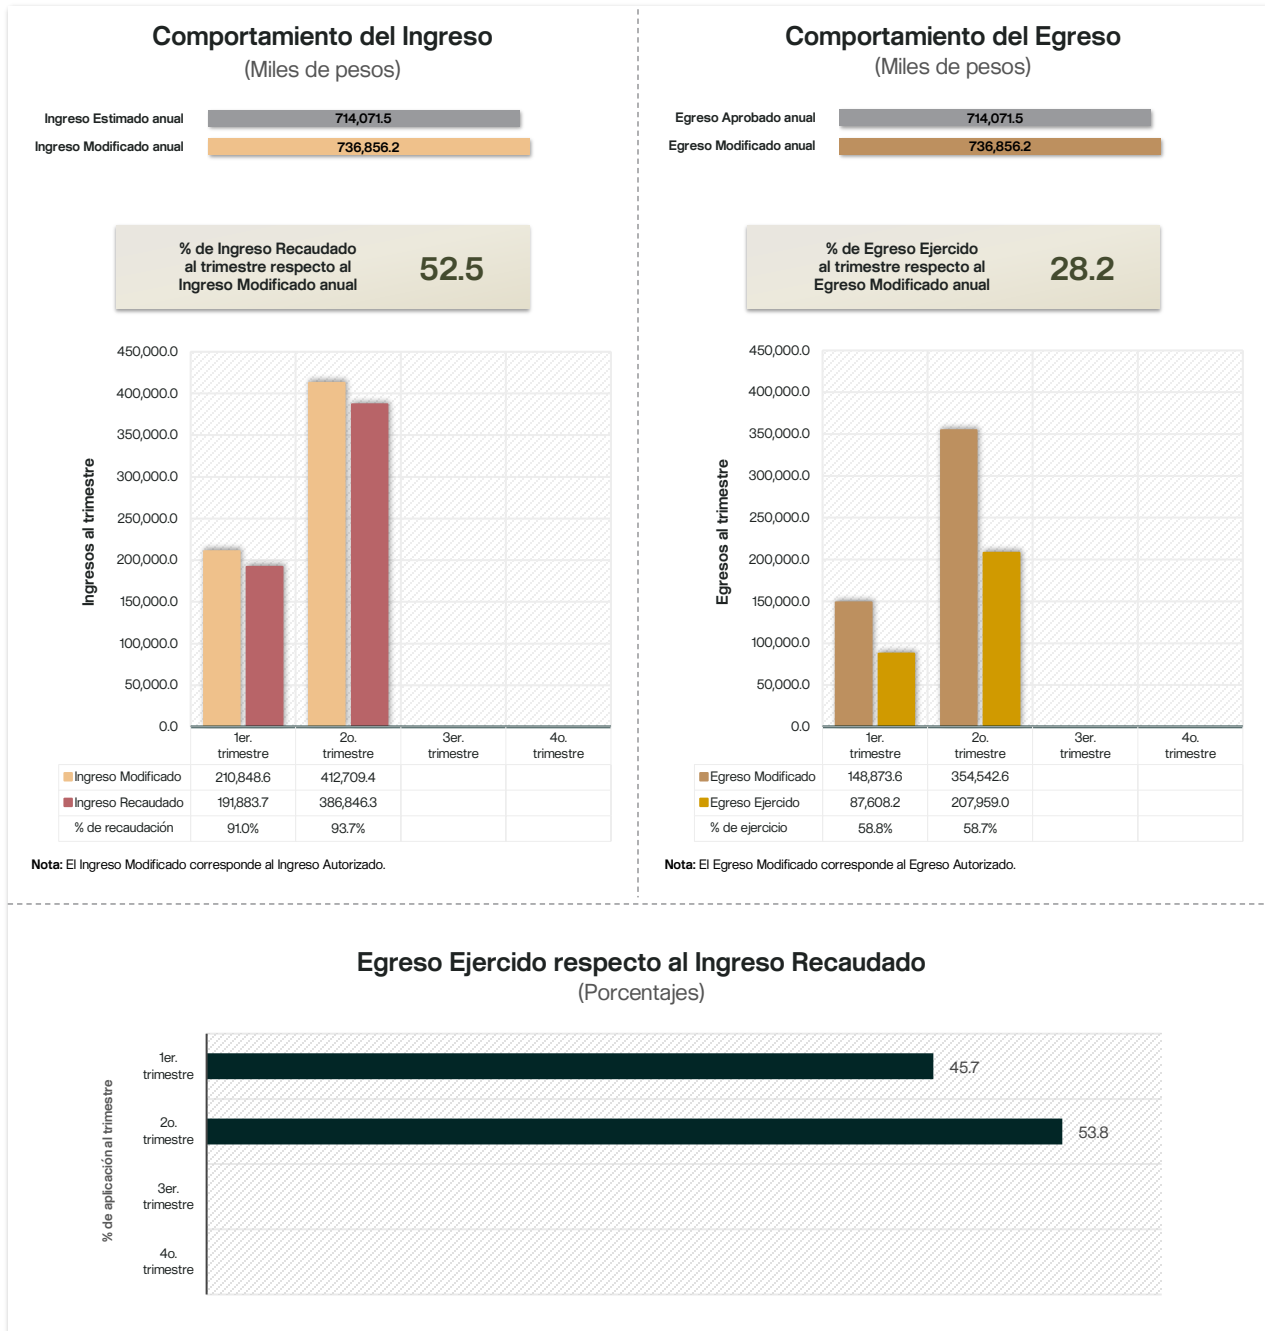 Comportamiento del Ingreso
(Miles de pesos)
Ingreso Estimado anual
714,071.5
Ingreso Modificado anual
736,856.2
% de Ingreso Recaudado
al trimestre respecto al
Ingreso Modificado anual
52.5
Ingresos al trimestre
450,000.0
400,000.0
350,000.0
300,000.0
250,000.0
200,000.0
150,000.0
100,000.0
50,000.0
0.0
1er.
trimestre
2o.
trimestre
3er.
trimestre
4o.
trimestre
Ingreso Modificado 210,848.6 412,709.4
Ingreso Recaudado 191,883.7 386,846.3
% de recaudación 91.0% 93.7%
Nota: El Ingreso Modificado corresponde al Ingreso Autorizado.
Comportamiento del Egreso
(Miles de pesos)
Egreso Aprobado anual
714,071.5
Egreso Modificado anual
736,856.2
% de Egreso Ejercido
al trimestre respecto al
Egreso Modificado anual
28.2
Egresos al trimestre
450,000.0
400,000.0
350,000.0
300,000.0
250,000.0
200,000.0
150,000.0
100,000.0
50,000.0
0.0
1er.
trimestre
2o.
trimestre
3er.
trimestre
4o.
trimestre
Egreso Modificado 148,873.6 354,542.6
Egreso Ejercido 87,608.2 207,959.0
% de ejercicio 58.8% 58.7%
Nota: El Egreso Modificado corresponde al Egreso Autorizado.
Egreso Ejercido respecto al Ingreso Recaudado
(Porcentajes)
% de aplicación al trimestre
1er.
trimestre
45.7
2o.
trimestre
53.8
3er.
trimestre
4o.
trimestre